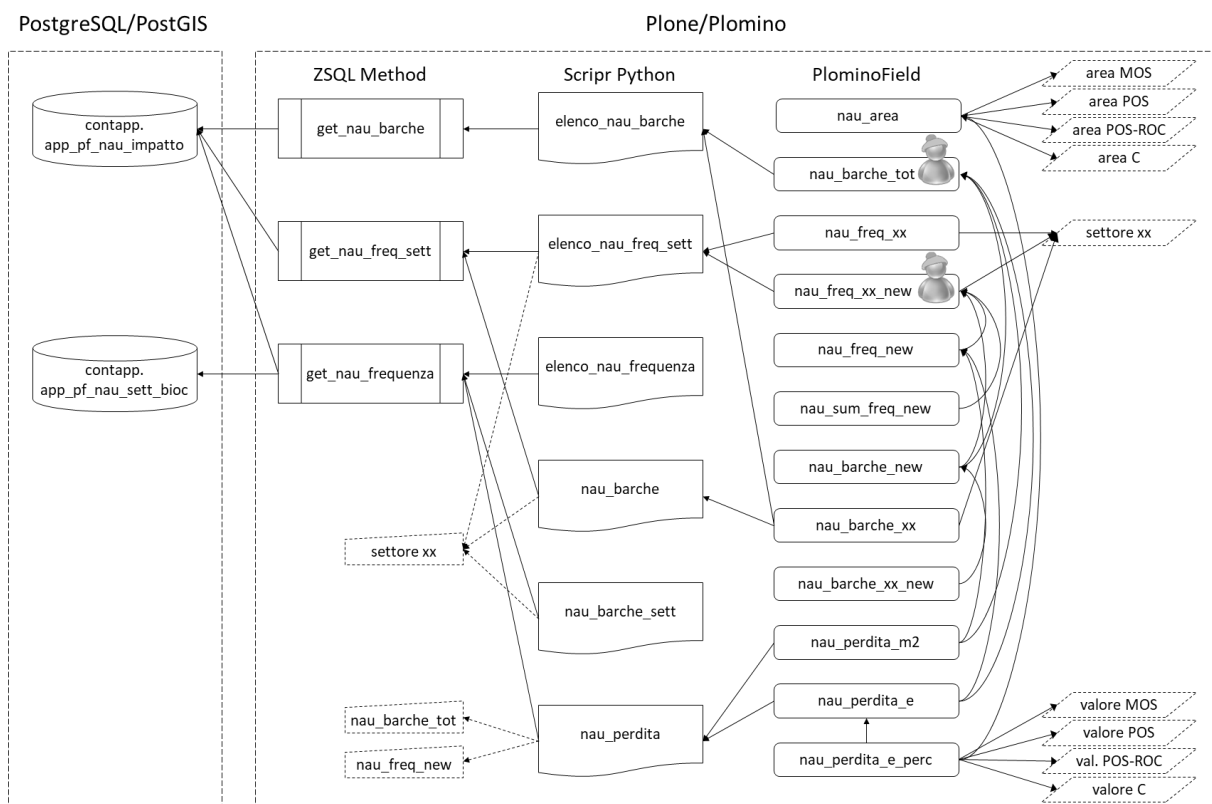 PostgreSQL/PostGIS
Plone/Plomino
ZSQL Method
Scripr Python
PlominoField
contapp.
app_pf_nau_impatto
contapp.
app_pf_nau_sett_bioc
get_nau_barche
get_nau_freq_sett
get_nau_frequenza
settore xx
nau_barche_tot
nau_freq_new
elenco_nau_barche
elenco_nau_freq_sett
elenco_nau_frequenza
nau_barche
nau_barche_sett
nau_perdita
nau_area
nau_barche_tot
nau_freq_xx
nau_freq_xx_new
nau_freq_new
nau_sum_freq_new
nau_barche_new
nau_barche_xx
nau_barche_xx_new
nau_perdita_m2
nau_perdita_e
nau_perdita_e_perc
area MOS
area POS
area POS-ROC
area C
settore xx
valore MOS
valore POS
val. POS-ROC
valore C